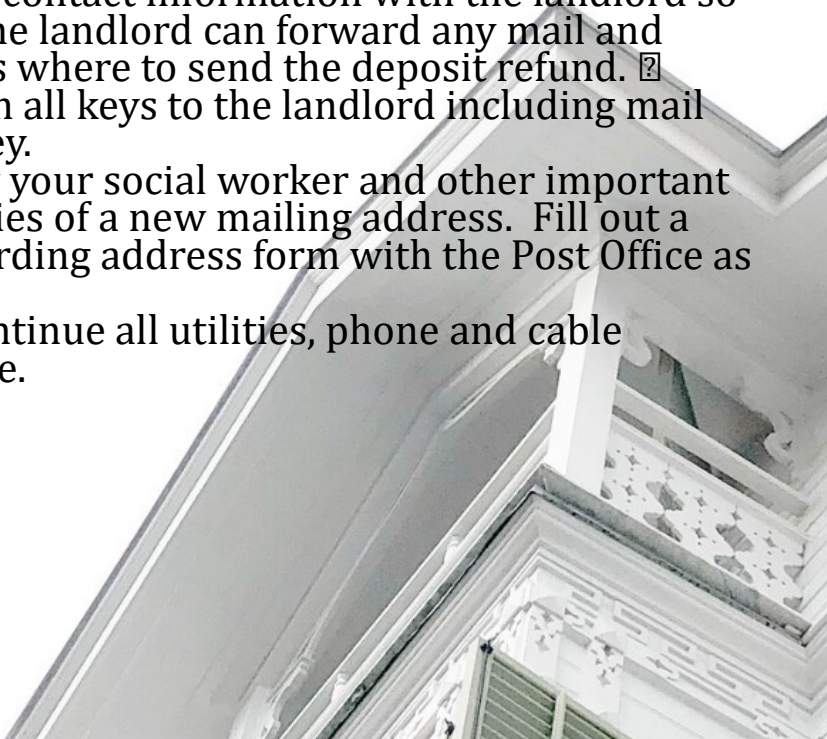 contact information with the landlord so
he landlord can forward any mail and
s where to send the deposit refund. 
n all keys to the landlord including mail
ey.
your social worker and other important
ies of a new mailing address.  Fill out a
rding address form with the Post Office as
ntinue all utilities, phone and cable
e.